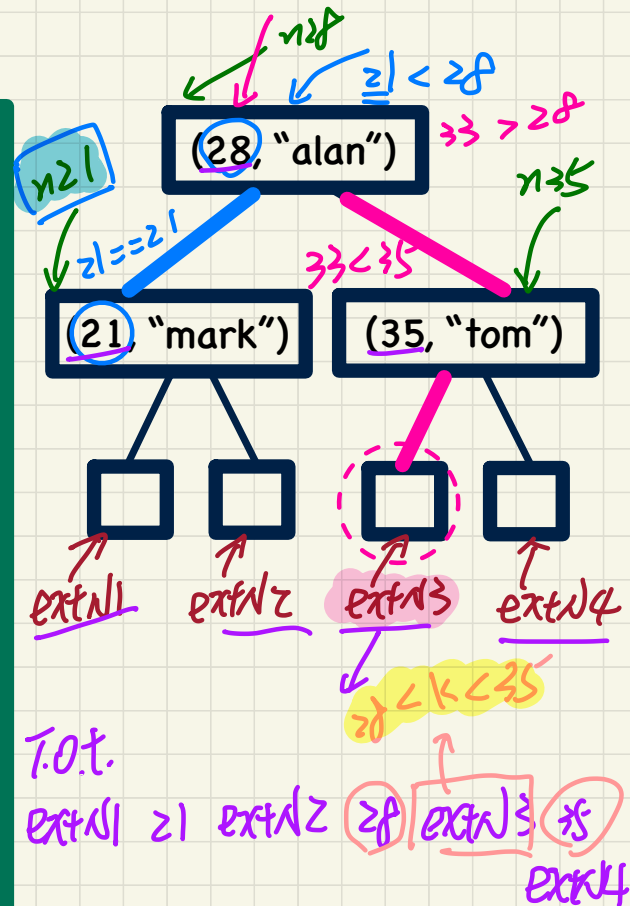 n28
21 < 28
(28, “alan”)
33 > 28
n21
n35
21==21
33<35
(21, “mark”)
(35, “tom”)
extN1
extN2
extN3
extN4
28 < k < 35
I.O.T.
extN1 21 extN2 28 extN3 35
extN4